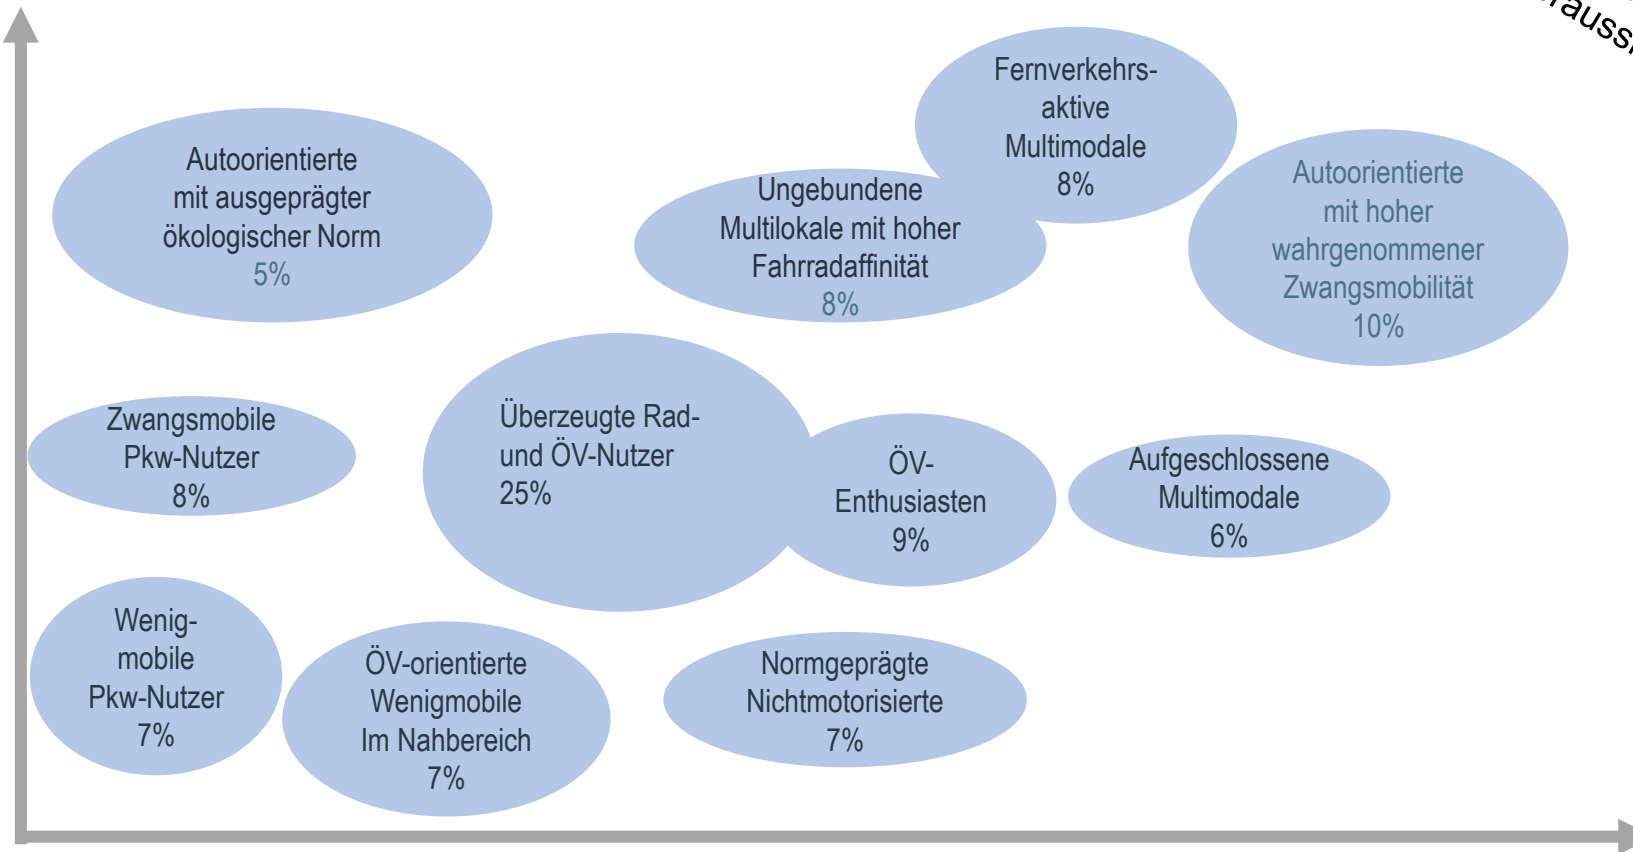 Fernverkehrs-
aktive
Multimodale
8%
Autoorientierte
mit ausgeprägter
ökologischer Norm
5%
Ungebundene
Multilokale mit hoher
Fahrradaffinität
8%
Autoorientierte
mit hoher
wahrgenommener
Zwangsmobilität
10%
Zwangsmobile
Pkw-Nutzer
8%
Überzeugte Rad-
und ÖV-Nutzer
25%
ÖV-
Enthusiasten
9%
Aufgeschlossene
Multimodale
6%
Wenig-
mobile
Pkw-Nutzer
7%
ÖV-orientierte
Wenigmobile
Im Nahbereich
7%
Normgeprägte
Nichtmotorisierte
7%